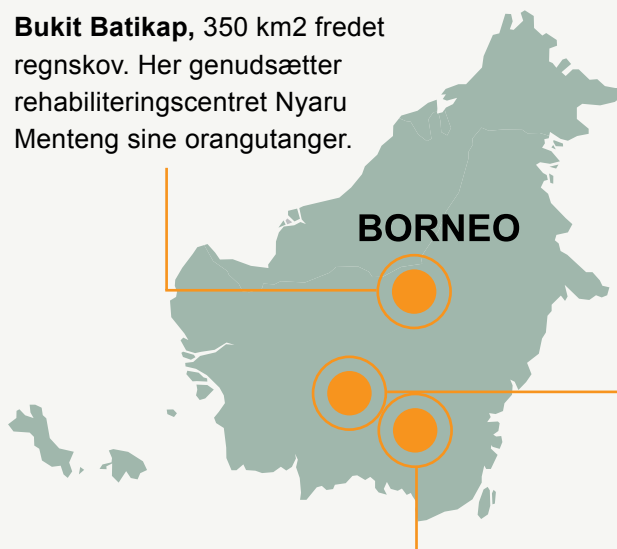 Bukit Batikap, 350 km2 fredet
regnskov. Her genudsætter
rehabiliteringscentret Nyaru
Menteng sine orangutanger.
BORNEO